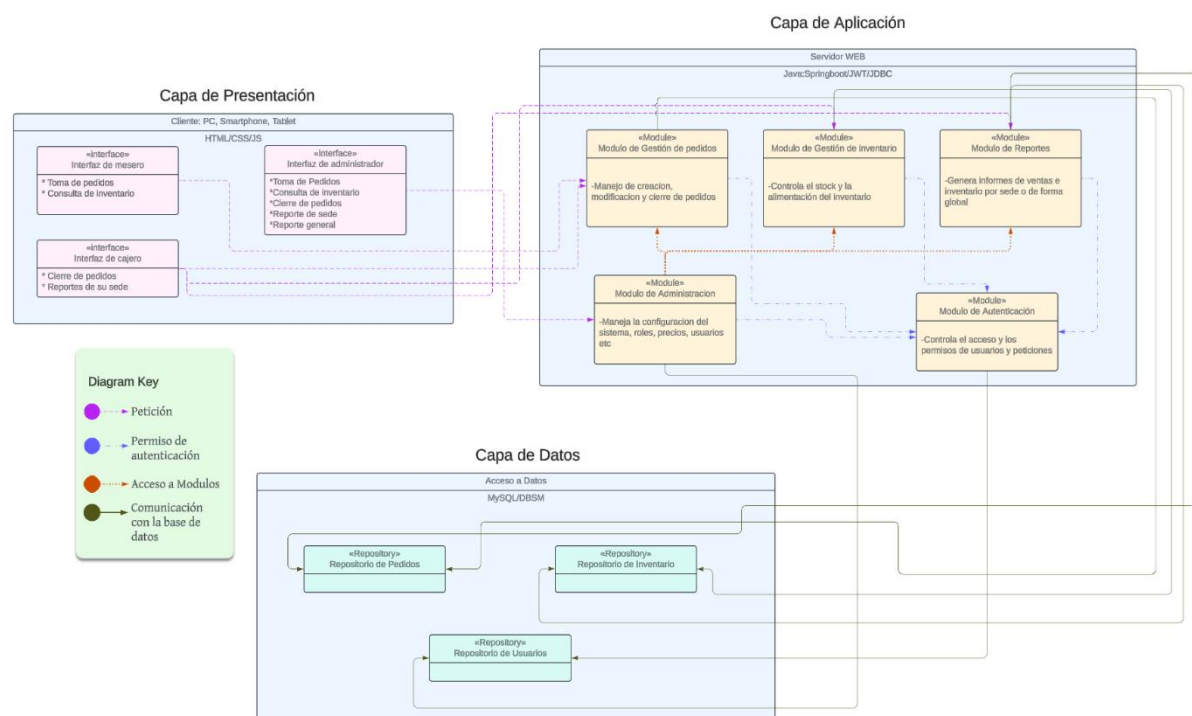 Capa de Aplicación
Servidor WEB
Java:Springboot/JWT/JDBC
Capa de Presentación
Cliente: PC, Smartphone, Tablet
HTML/CSS/JS
«interface»
Interfaz de mesero
* Toma de pedidos
* Consulta de inventario
«interface»
Interfaz de administrador
*Toma de Pedidos
*Consulta de inventario
*Cierre de pedidos
*Reporte de sede
*Reporte general
«interface»
Interfaz de cajero
* Cierre de pedidos
* Reportes de su sede
«Module»
Modulo de Gestión de pedidos
-Manejo de creacion,
modificacion y cierre de pedidos
«Module»
Modulo de Gestión de inventario
-Controla el stock y la
alimentación del inventario
«Module»
Modulo de Reportes
-Genera informes de ventas e
inventario por sede o de forma
global
«Module»
Modulo de Administracion
-Maneja la configuracion del
sistema, roles, precios, usuarios
etc
«Module»
Modulo de Autenticación
-Controla el acceso y los
permisos de usuarios y peticiones
Diagram Key
Petición
Permiso de
autenticación
Acceso a Modulos
Comunicación
con la base de
datos
Capa de Datos
Acceso a Datos
MySQL/DBSM
«Repository»
Repositorio de Pedidos
«Repository»
Repositorio de Inventario
«Repository»
Repositorio de Usuarios